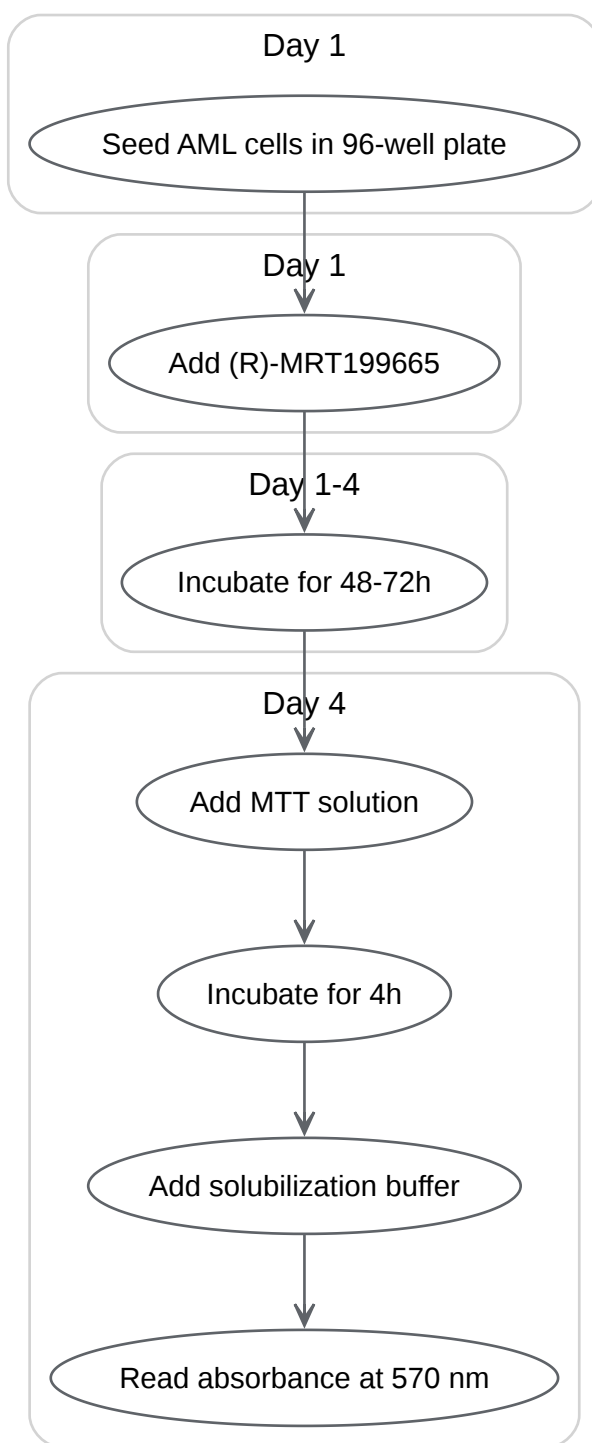 Day 1
Seed AML cells in 96-well plate
Day 1
Add (R)-MRT199665
Day 1-4
Incubate for 48-72h
Day 4
Add MTT solution
Incubate for 4h
Add solubilization buffer
Read absorbance at 570 nm